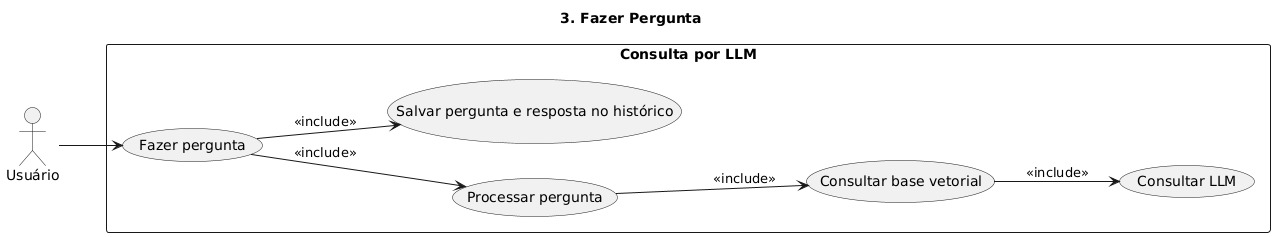 3. Fazer Pergunta
Consulta por LLM
Usuário
Fazer pergunta
«include»
Salvar pergunta e resposta no histórico
«include»
Processar pergunta
«include»
Consultar base vetorial
«include»
Consultar LLM